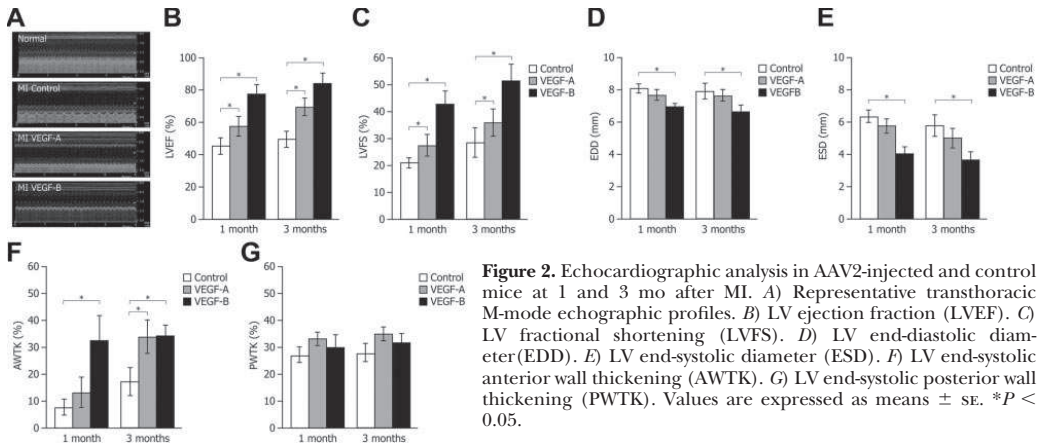 A
Normal
MI Control
MI VEGF-A
MI VEGF-B
B
Control
VEGF-A
VEGF-B
100
80
60
40
20
0
LVEF (%)
*
*
*
*
1 month
3 months
C
Control
VEGF-A
VEGF-B
60
50
40
30
20
10
0
LVFS (%)
*
*
*
*
1 month
3 months
D
Control
VEGF-A
VEGFB
10
8
6
4
2
0
EDD (mm)
*
*
1 month
3 months
E
Control
VEGF-A
VEGF-B
10
8
6
4
2
0
ESD (mm)
*
*
1 month
3 months
F
Control
VEGF-A
VEGF-B
60
50
40
30
20
10
0
AWTK (%)
*
*
*
1 month
3 months
G
Control
VEGF-A
VEGF-B
60
50
40
30
20
10
0
PWTK (%)
1 month
3 months
Figure 2. Echocardiographic analysis in AAV2-injected and control
mice at 1 and 3 mo after MI. A) Representative transthoracic
M-mode echographic profiles. B) LV ejection fraction (LVEF). C)
LV fractional shortening (LVFS). D) LV end-diastolic diam-
eter(EDD). E) LV end-systolic diameter (ESD). F) LV end-systolic
anterior wall thickening (AWTK). G) LV end-systolic posterior wall
thickening (PWTK). Values are expressed as means ± SE. *P <
0.05.